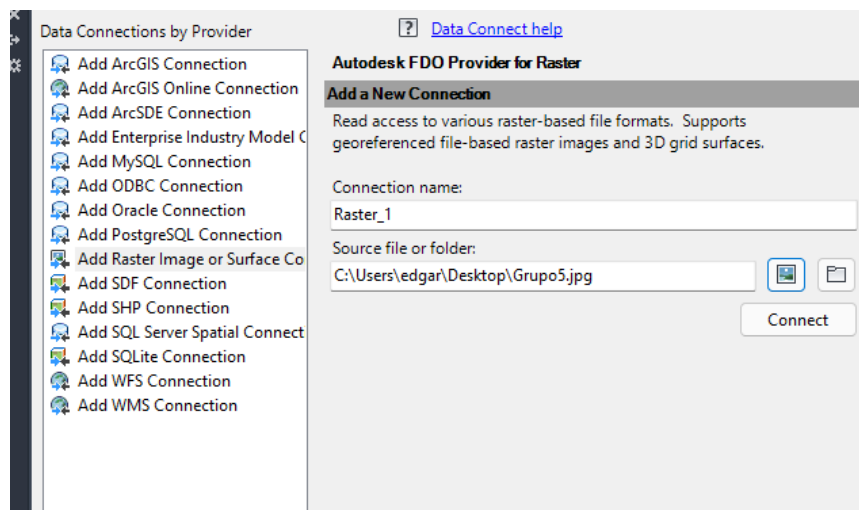 Data Connections by Provider
Add ArcGIS Connection
Add ArcGIS Online Connection
Add ArcSDE Connection
Add Enterprise Industry Model C
Add MySQL Connection
Add ODBC Connection
Add Oracle Connection
Add PostgreSQL Connection
Add Raster Image or Surface Co
Add SDF Connection
Add SHP Connection
Add SQL Server Spatial Connect
Add SQLite Connection
Add WFS Connection
Add WMS Connection
? Data Connect help
Autodesk FDO Provider for Raster
Add a New Connection
Read access to various raster-based file formats. Supports
georeferenced file-based raster images and 3D grid surfaces.
Connection name:
Raster_1
Source file or folder:
C:\Users\edgar\Desktop\Grupo5.jpg
Connect